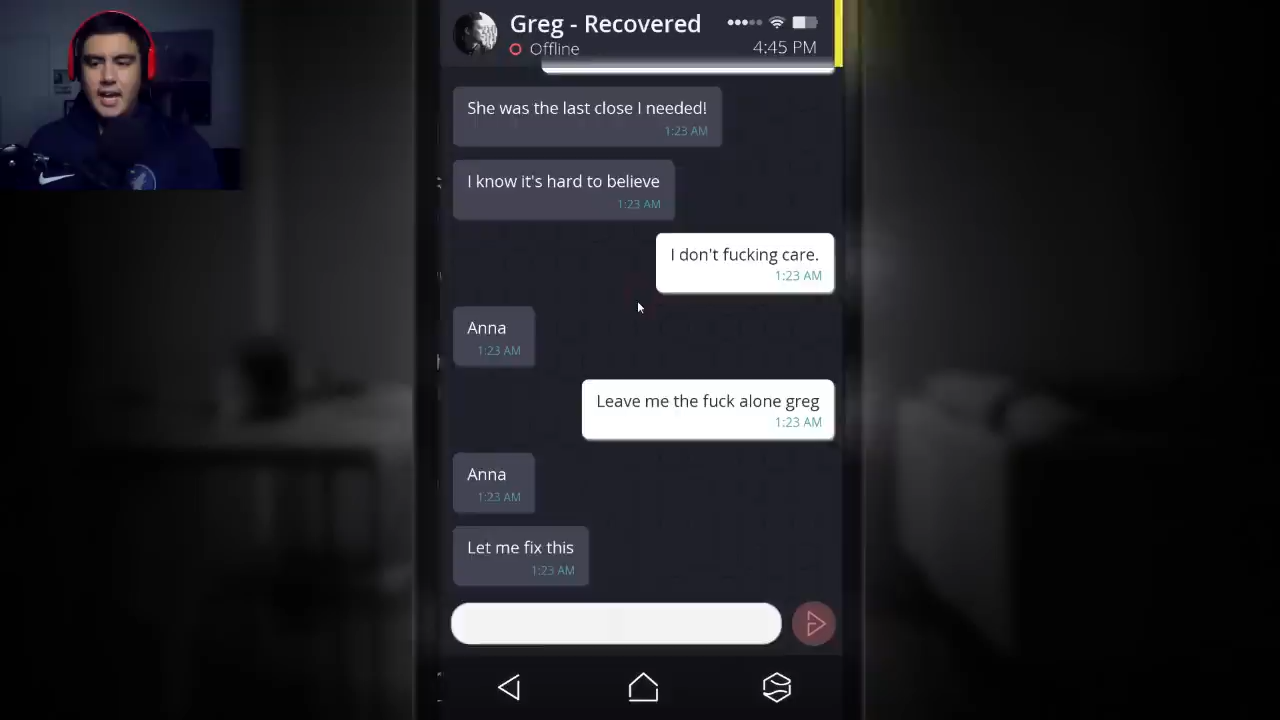 Greg - Recovered
Offline
4:45 PM
She was the last close I needed!
1:23 AM
I know it's hard to believe
1:23 AM
I don't fucking care.
1:23 AM
Anna
1:23 AM
Leave me the fuck alone greg
1:23 AM
Anna
1:23 AM
Let me fix this
1:23 AM